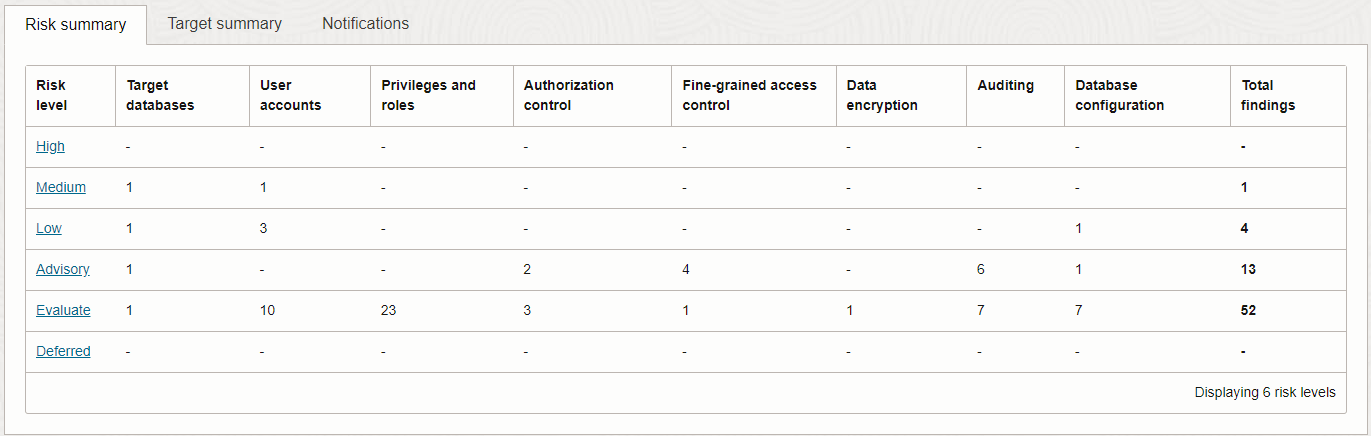 Risk summary Target summary Notifications
Risk level Target databases User accounts Privileges and roles Authorization control Fine-grained access control Data encryption Auditing Database configuration Total findings
High - - - - - - - - -
Medium 1 1 - - - - - - 1
Low 1 3 - - - - - 1 4
Advisory 1 - - 2 4 - 6 1 13
Evaluate 1 10 23 3 1 1 7 7 52
Deferred - - - - - - - - -
Displaying 6 risk levels